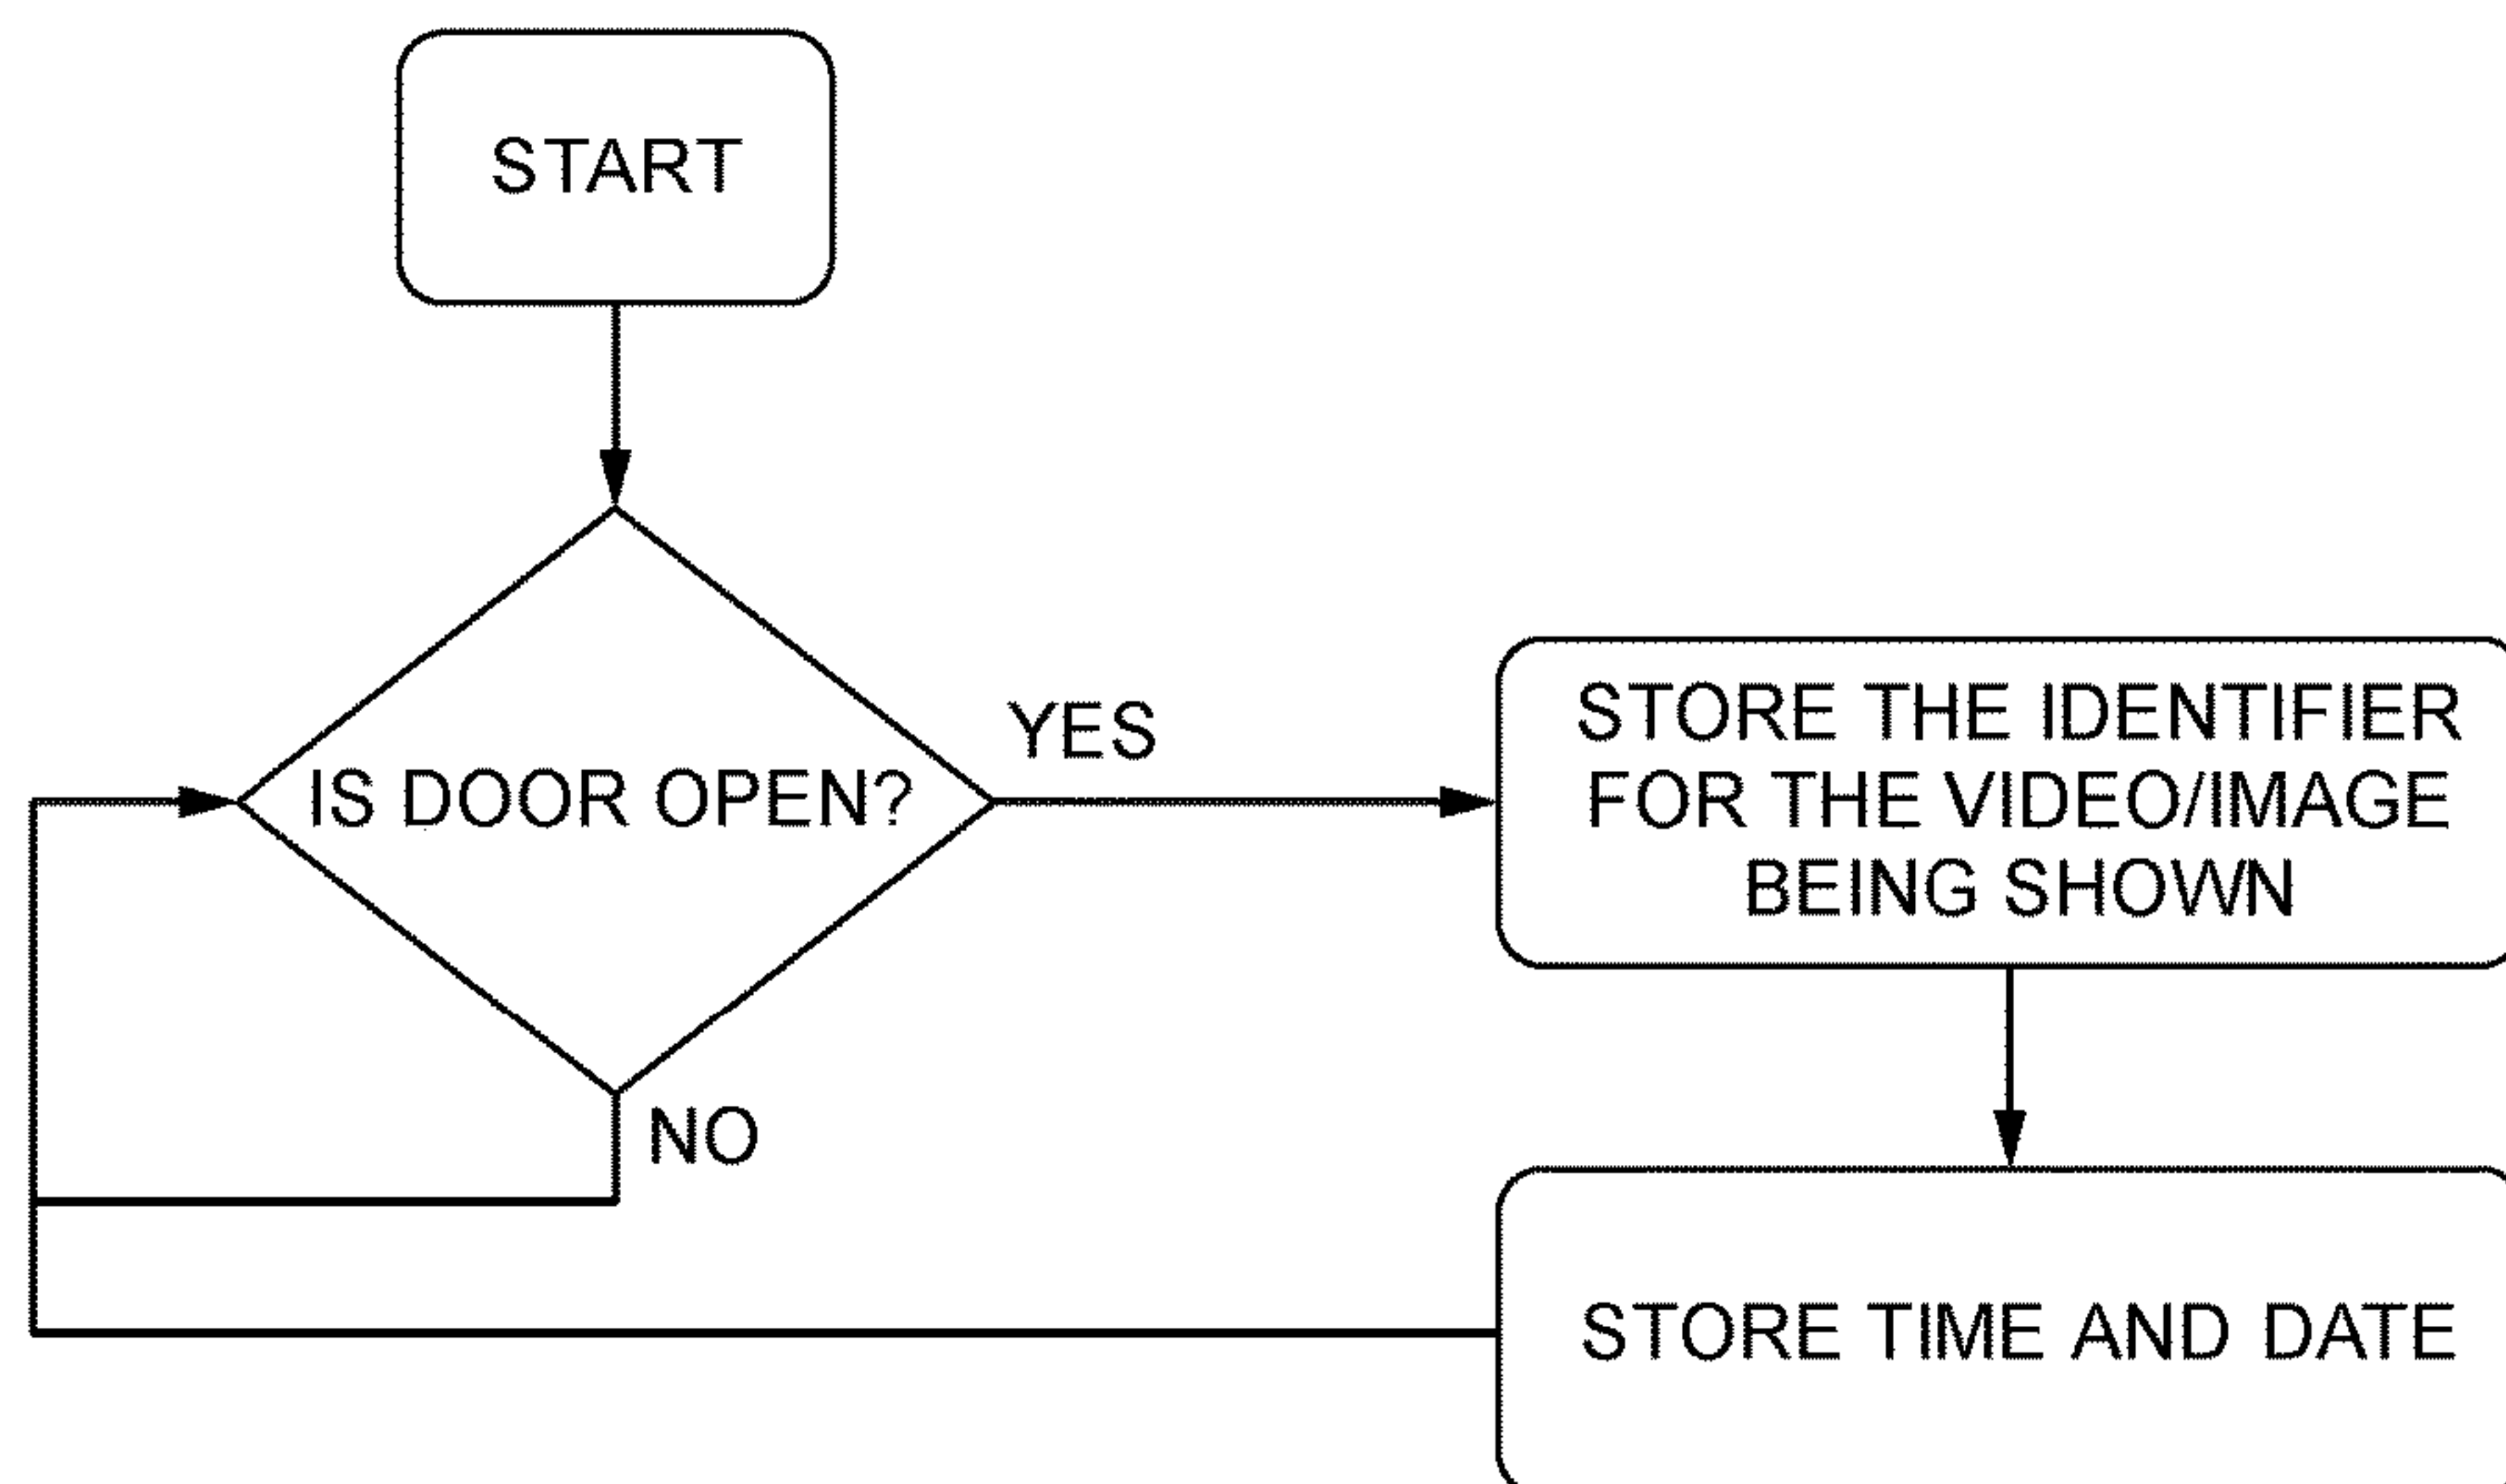 START
IS DOOR OPEN?
YES
STORE THE IDENTIFIER
FOR THE VIDEO/IMAGE
BEING SHOWN
NO
STORE TIME AND DATE